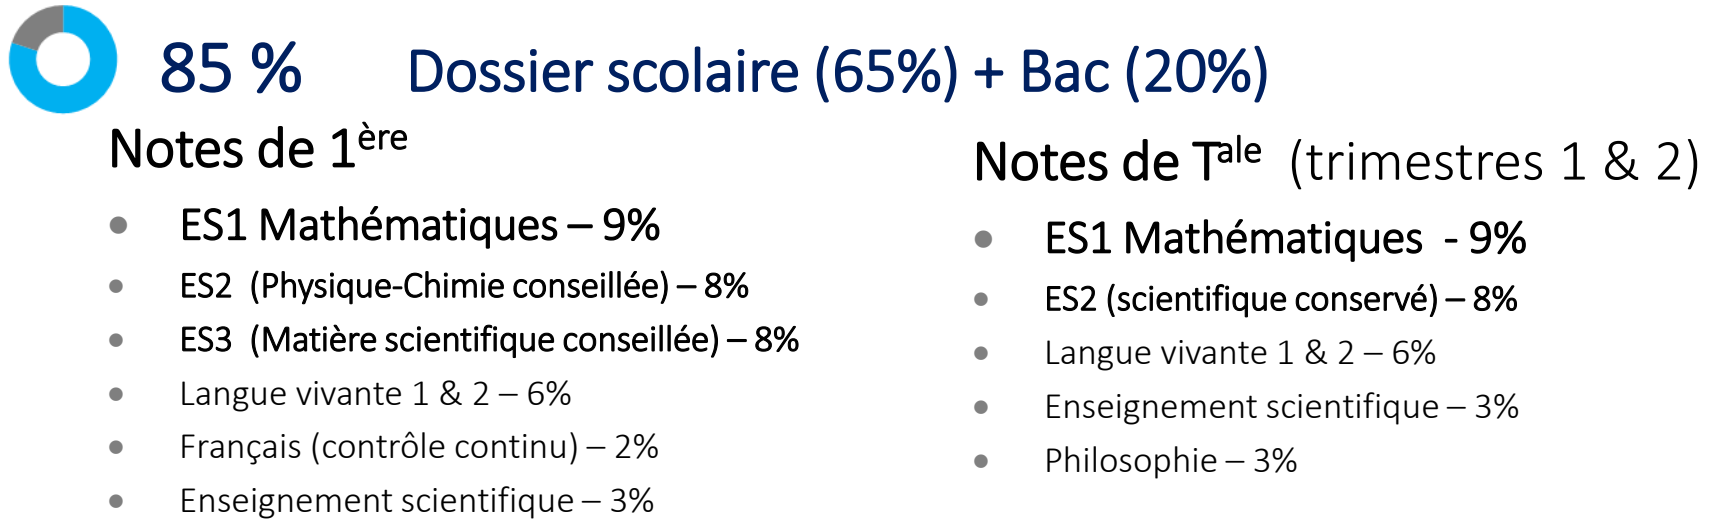 85 % Dossier scolaire (65%) + Bac (20%)
Notes de 1ère
• ES1 Mathématiques – 9%
• ES2 (Physique-Chimie conseillée) – 8%
• ES3 (Matière scientifique conseillée) – 8%
• Langue vivante 1 & 2 – 6%
• Français (contrôle continu) – 2%
• Enseignement scientifique – 3%
Notes de Tale (trimestres 1 & 2)
• ES1 Mathématiques - 9%
• ES2 (scientifique conservé) – 8%
• Langue vivante 1 & 2 – 6%
• Enseignement scientifique – 3%
• Philosophie – 3%